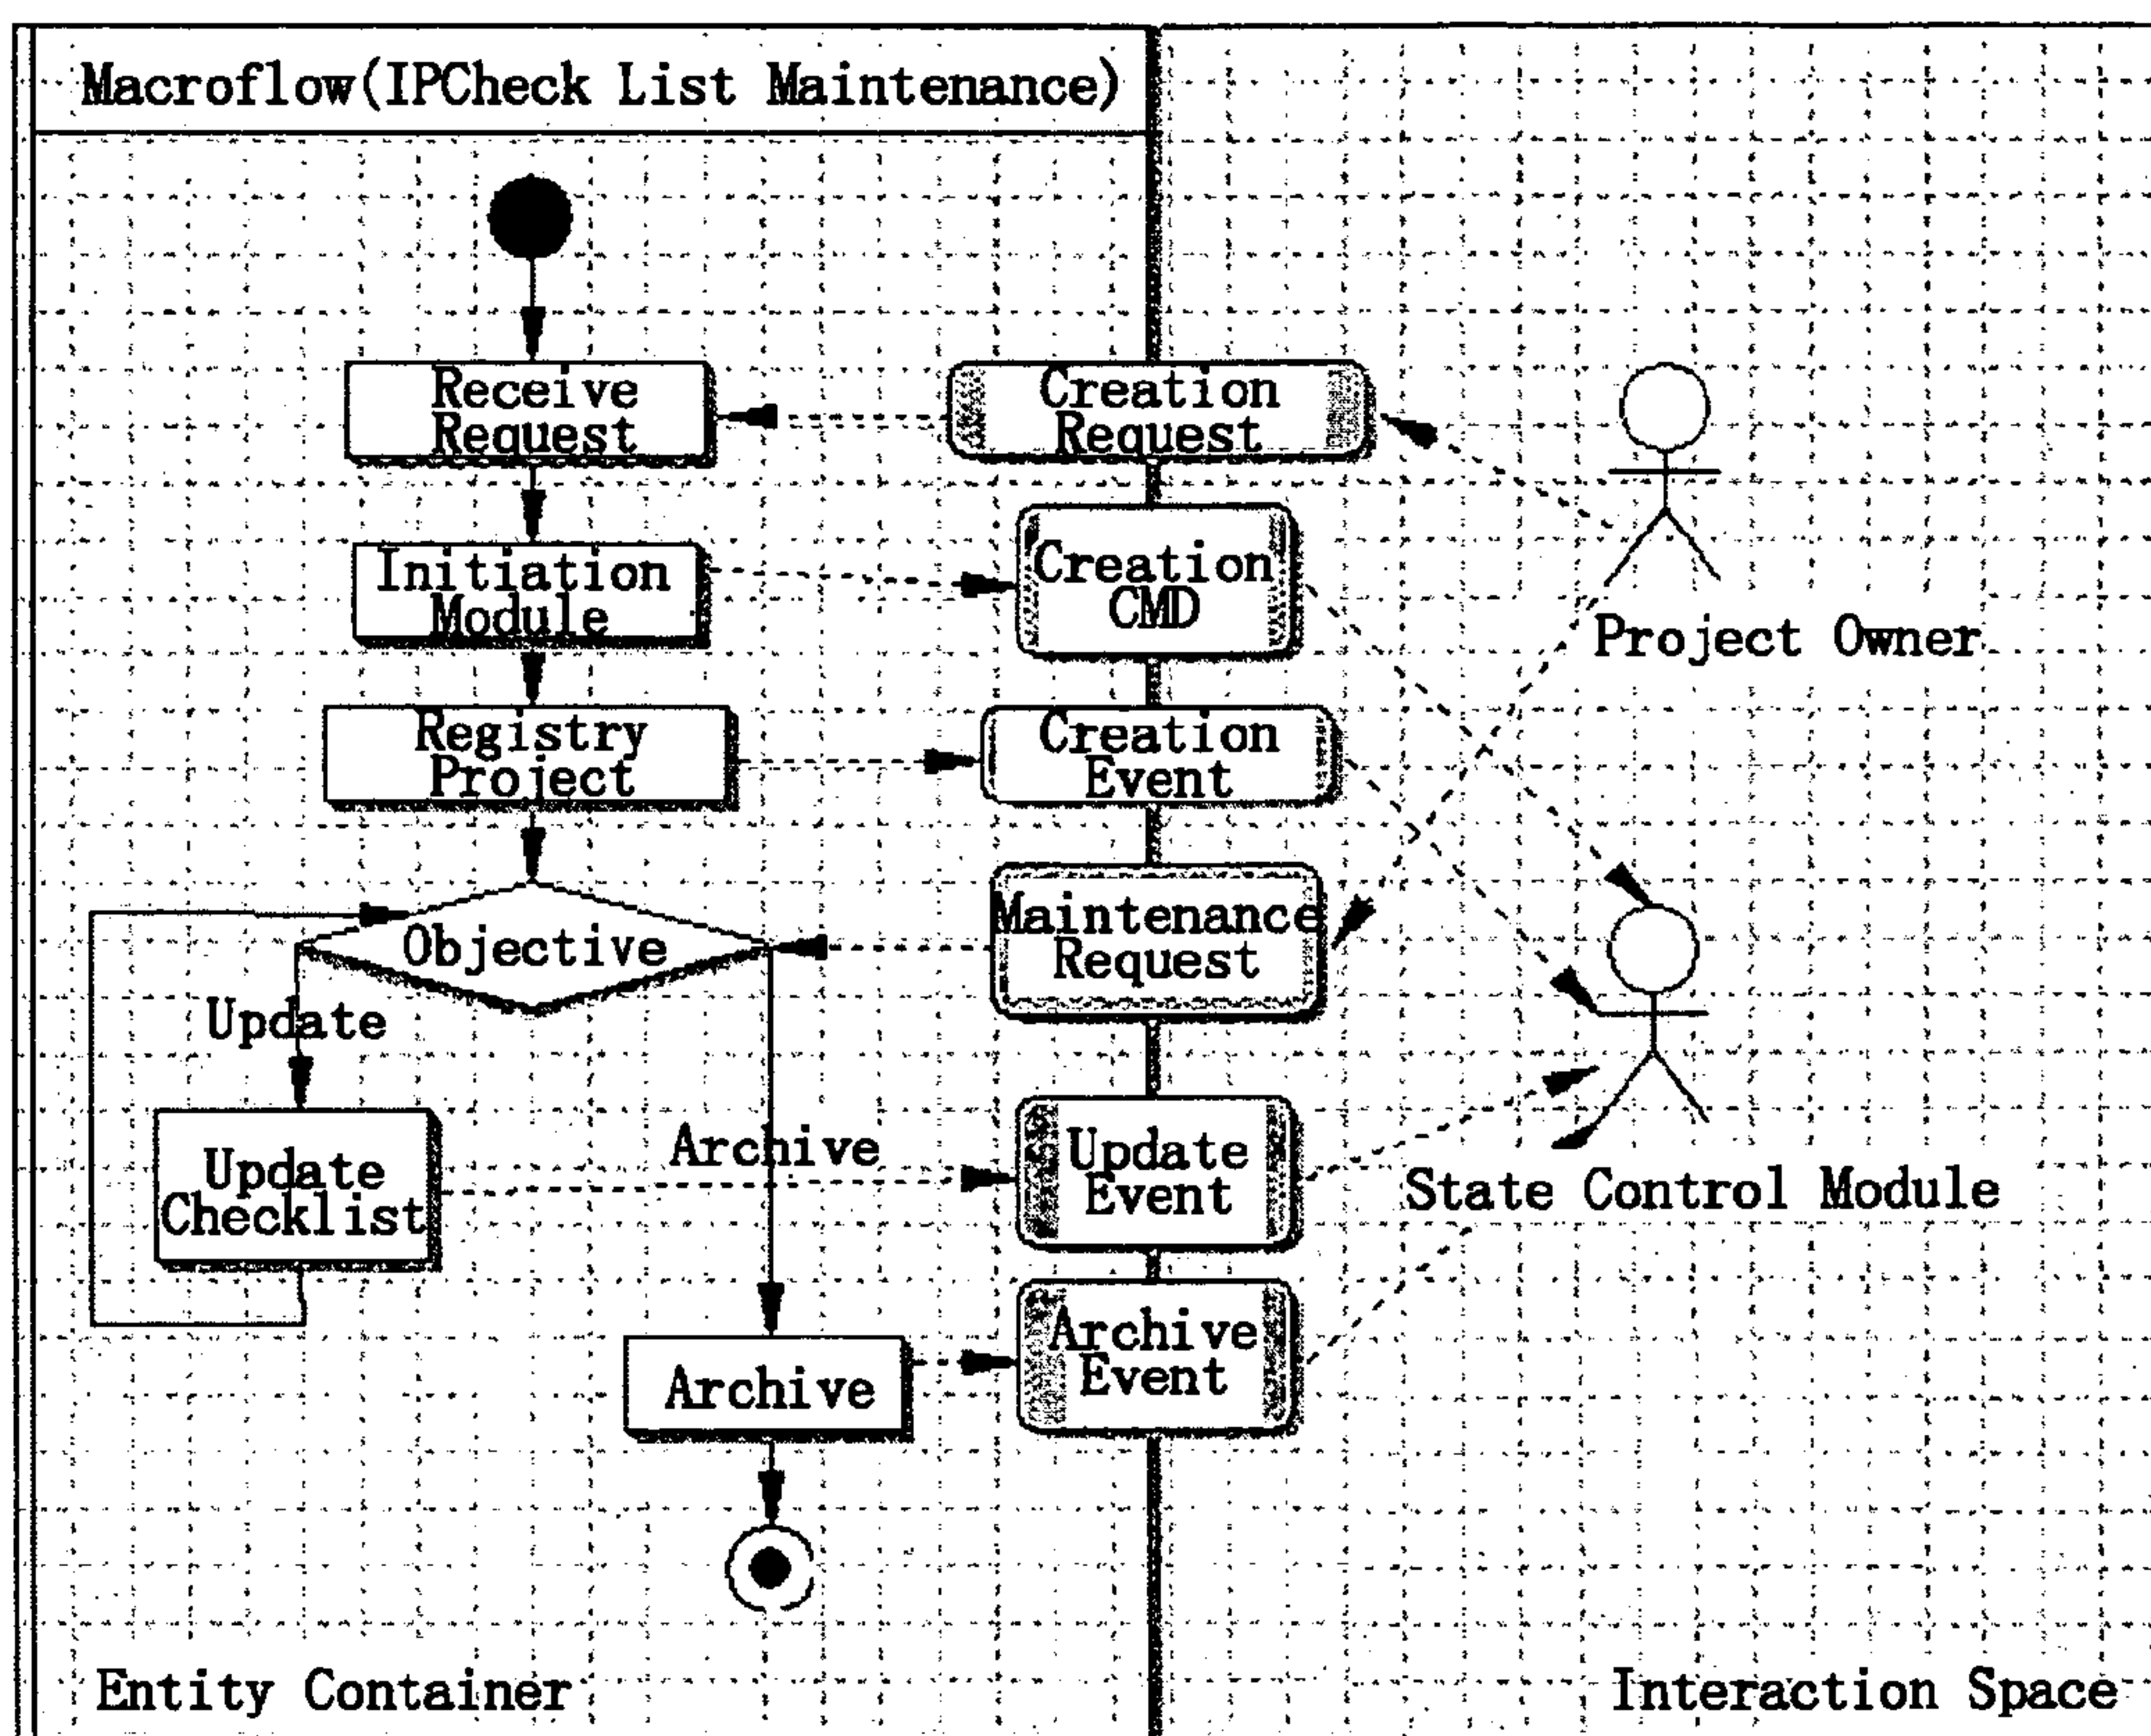 Macroflow(IPCheck List Maintenance)
Receive
Request
Creation
Request
Initiation
Module
Creation
CMD
Project Owner
Registry
Project
Creation
Event
Objective
Maintenance
Request
Update
Update
Checklist
Archive
Update
Event
State Control Module
Archive
Archive
Event
Entity Container
Interaction Space